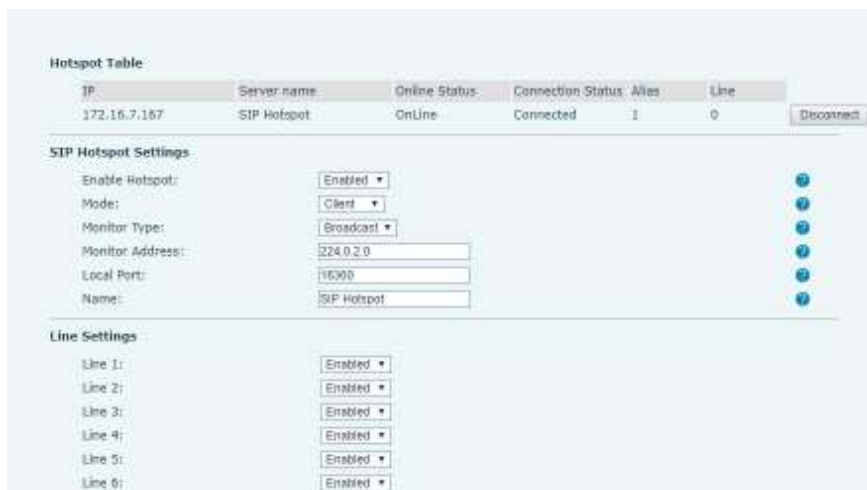 Hotspot Table
IP Server name Online Status Connection Status Alias Line
172.16.7.167 SIP Hotspot OnLine Connected 1 0 Disconnect
SIP Hotspot Settings
Enable Hotspot: Enabled
Mode: Client
Monitor Type: Broadcast
Monitor Address: 224.0.2.0
Local Port: 16360
Name: SIP Hotspot
Line Settings
Line 1: Enabled
Line 2: Enabled
Line 3: Enabled
Line 4: Enabled
Line 5: Enabled
Line 6: Enabled